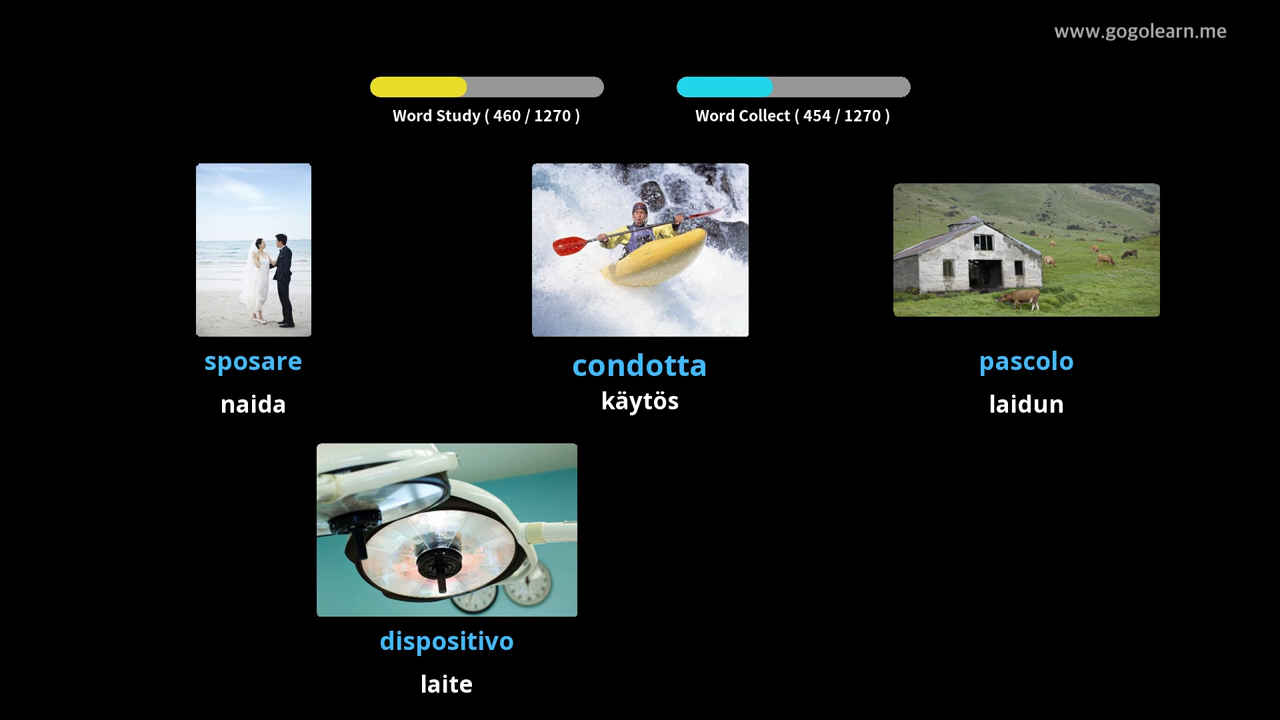 www.gogolearn.me
Word Study ( 460 / 1270 )
Word Collect ( 454 / 1270 )
sposare
naida
condotta
käytös
pascolo
laidun
dispositivo
laite